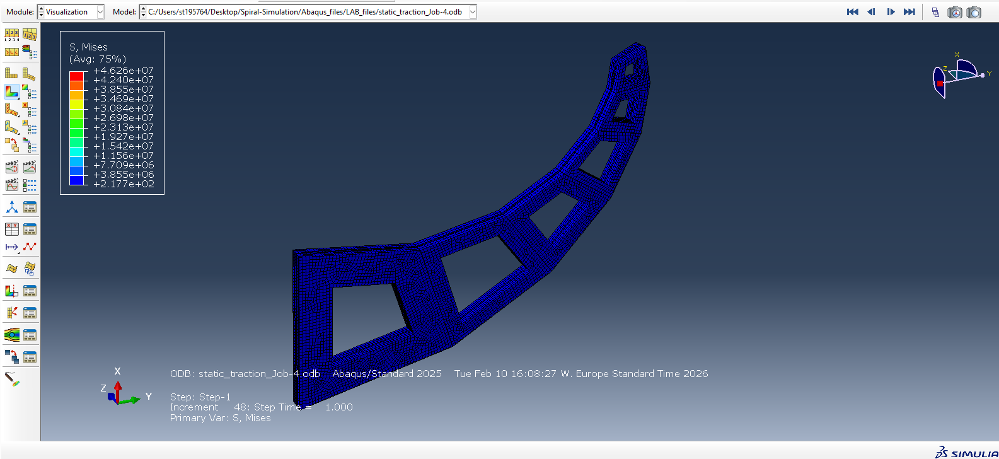 Module: Visualization Model: C:/Users/st195764/Desktop/Spiral-Simulation/Abaqus_files/LAB_files/static_traction_Job-4.odb
S, Mises
(Avg: 75%)
+4.626e+07
+4.240e+07
+3.855e+07
+3.469e+07
+3.084e+07
+2.698e+07
+2.313e+07
+1.927e+07
+1.542e+07
+1.156e+07
+7.709e+06
+3.855e+06
+2.177e+02
X
Z
Y
X
Z
Y
ODB: static_traction_Job-4.odb Abaqus/Standard 2025 Tue Feb 10 16:08:27 W. Europe Standard Time 2026
Step: Step-1
Increment 48: Step Time = 1.000
Primary Var: S, Mises
SIMULIA